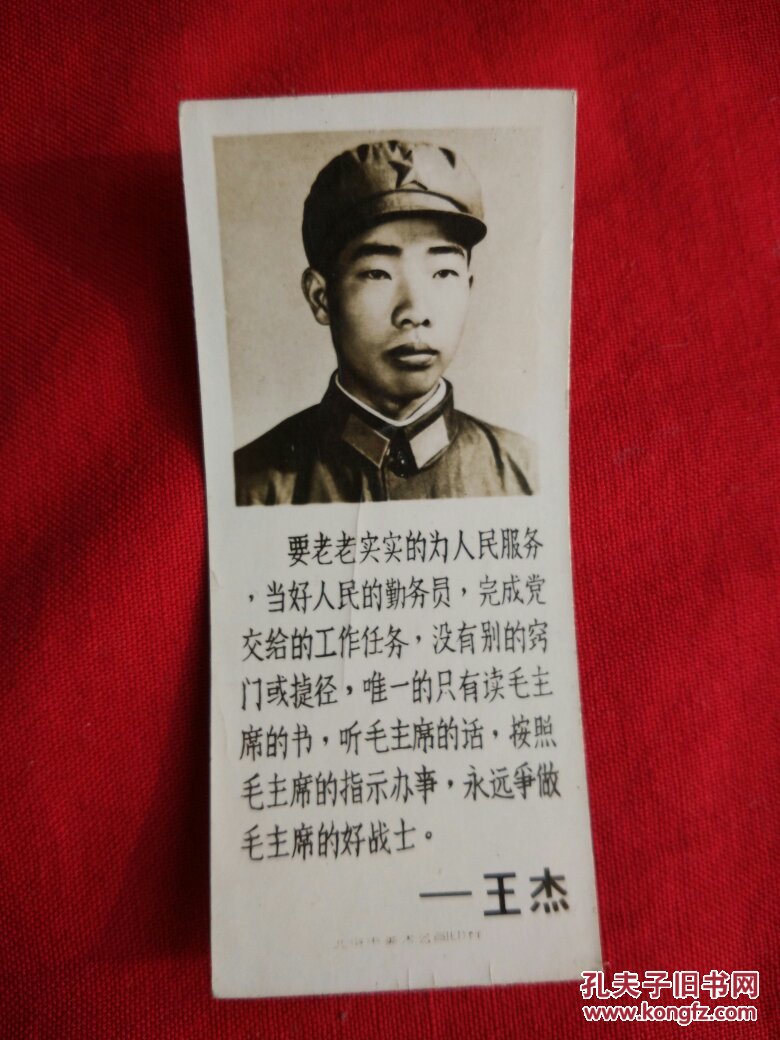 要老老实实的为人民服务
，当好人民的勤务员，完成党
交给的工作任务，没有别的窍
门或捷径，唯一的只有读毛主
席的书，听毛主席的话，按照
毛主席的指示办事，永远争做
毛主席的好战士。
——王杰
孔夫子旧书网
www.kongfz.com